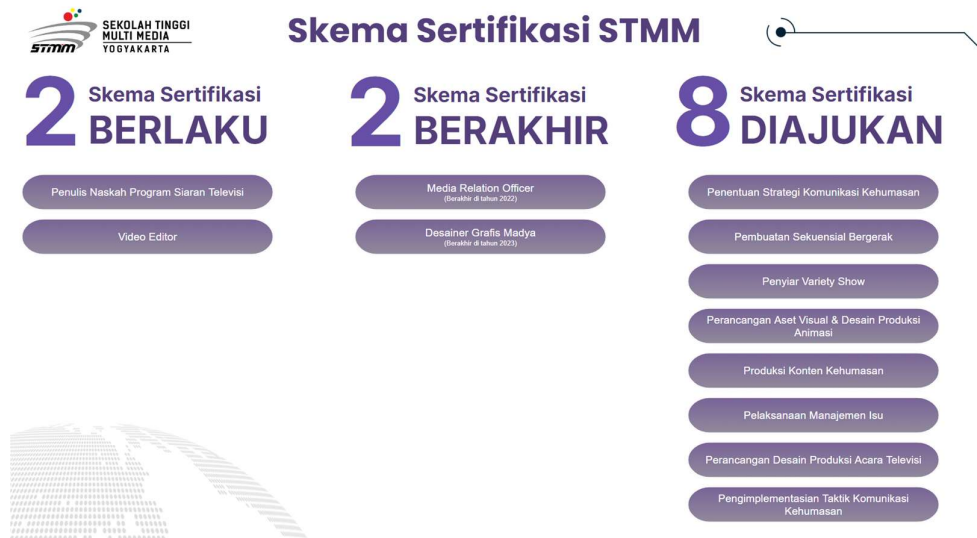 STMM
SEKOLAH TINGGI
MULTI MEDIA
YOGYAKARTA
Skema Sertifikasi STMM
2 Skema Sertifikasi
BERLAKU
Penulis Naskah Program Siaran Televisi
Video Editor
2 Skema Sertifikasi
BERAKHIR
Media Relation Officer
(Berakhir di tahun 2022)
Desainer Grafis Madya
(Berakhir di tahun 2023)
8 Skema Sertifikasi
DIAJUKAN
Penentuan Strategi Komunikasi Kehumasan
Pembuatan Sekuensial Bergerak
Penyiar Variety Show
Perancangan Aset Visual & Desain Produksi
Animasi
Produksi Konten Kehumasan
Pelaksanaan Manajemen Isu
Perancangan Desain Produksi Acara Televisi
Pengimplementasian Taktik Komunikasi
Kehumasan